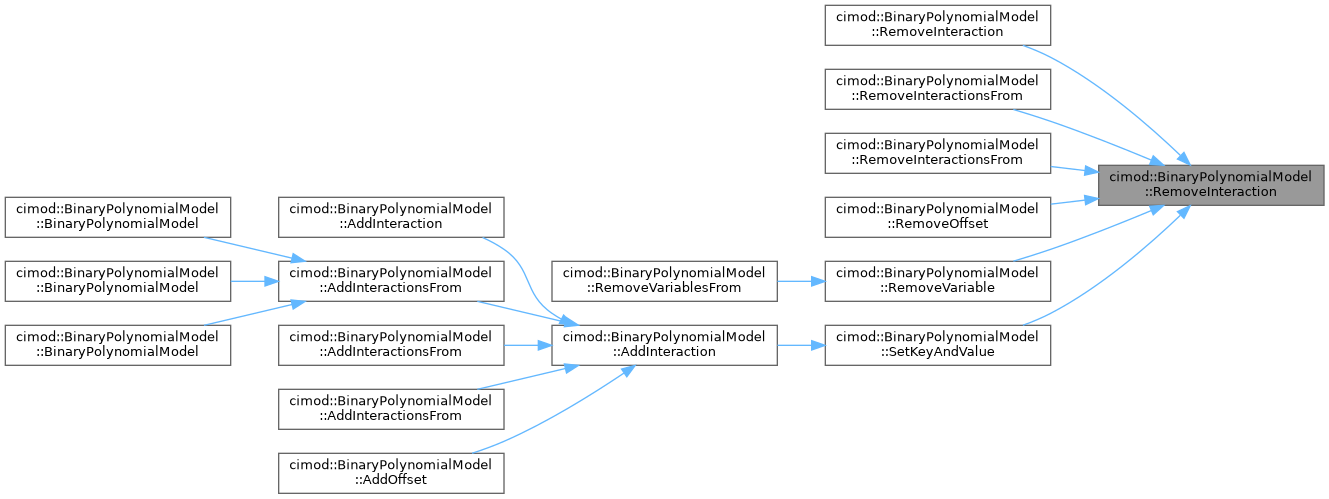 cimod::BinaryPolynomialModel
::RemoveInteraction
cimod::BinaryPolynomialModel
::RemoveInteractionsFrom
cimod::BinaryPolynomialModel
::RemoveInteractionsFrom
cimod::BinaryPolynomialModel
::RemoveInteraction
cimod::BinaryPolynomialModel
::BinaryPolynomialModel
cimod::BinaryPolynomialModel
::AddInteraction
cimod::BinaryPolynomialModel
::RemoveOffset
cimod::BinaryPolynomialModel
::BinaryPolynomialModel
cimod::BinaryPolynomialModel
::AddInteractionsFrom
cimod::BinaryPolynomialModel
::RemoveVariablesFrom
cimod::BinaryPolynomialModel
::RemoveVariable
cimod::BinaryPolynomialModel
::BinaryPolynomialModel
cimod::BinaryPolynomialModel
::AddInteractionsFrom
cimod::BinaryPolynomialModel
::AddInteraction
cimod::BinaryPolynomialModel
::SetKeyAndValue
cimod::BinaryPolynomialModel
::AddInteractionsFrom
cimod::BinaryPolynomialModel
::AddOffset